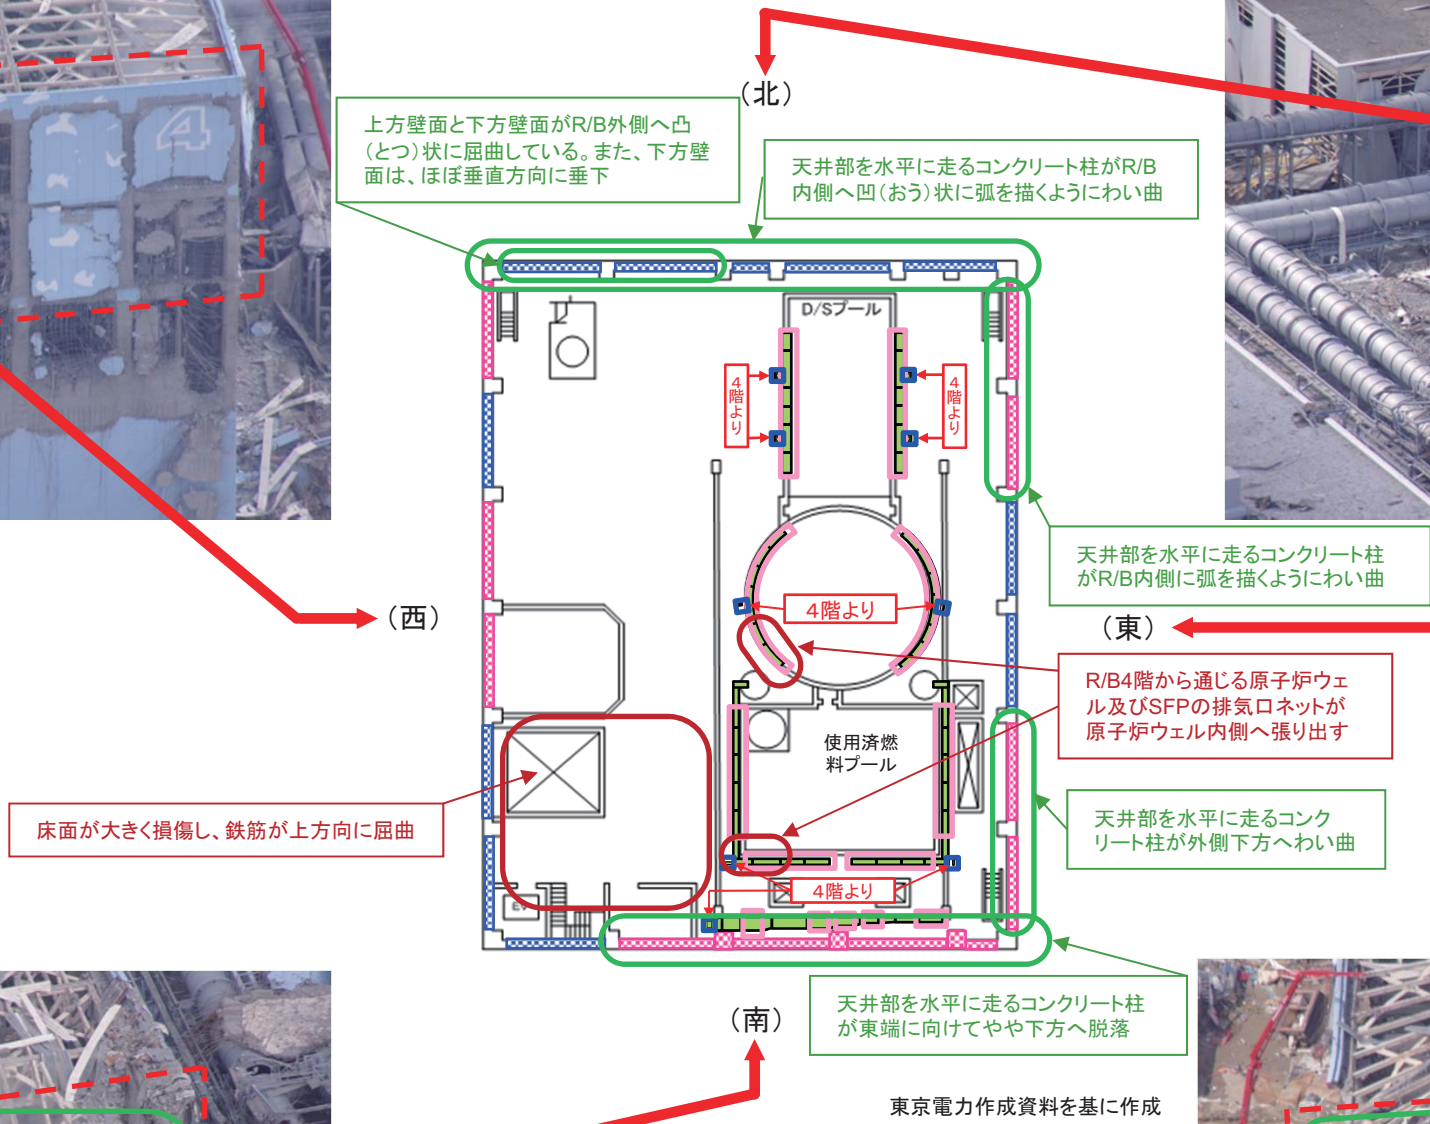 4
（北）
上方壁面と下方壁面がR/B外側へ凸
（とつ）状に屈曲している。また、下方壁
面は、ほぼ垂直方向に垂下
天井部を水平に走るコンクリート柱がR/B
内側へ凹（おう）状に弧を描くようにわい曲
D/Sプール
4階より
4階より
天井部を水平に走るコンクリート柱
がR/B内側に弧を描くようにわい曲
4階より
（西）
（東）
R/B4階から通じる原子炉ウェ
ル及びSFPの排気口ネットが
原子炉ウェル内側へ張り出す
使用済燃
料プール
床面が大きく損傷し、鉄筋が上方向に屈曲
天井部を水平に走るコンク
リート柱が外側下方へわい曲
4階より
EV
天井部を水平に走るコンクリート柱
が東端に向けてやや下方へ脱落
（南）
東京電力作成資料を基に作成